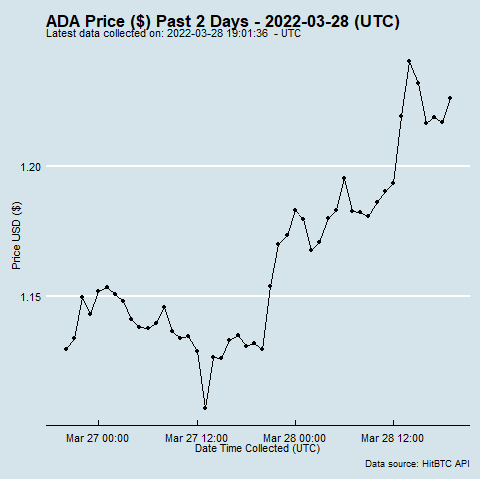 ADA Price ($) Past 2 Days - 2022-03-28 (UTC)
Latest data collected on: 2022-03-28 19:01:36  - UTC
1.20
1.15
Price USD ($)
Mar 27 00:00
Mar 27 12:00
Mar 28 00:00
Mar 28 12:00
Date Time Collected (UTC)
Data source: HitBTC API